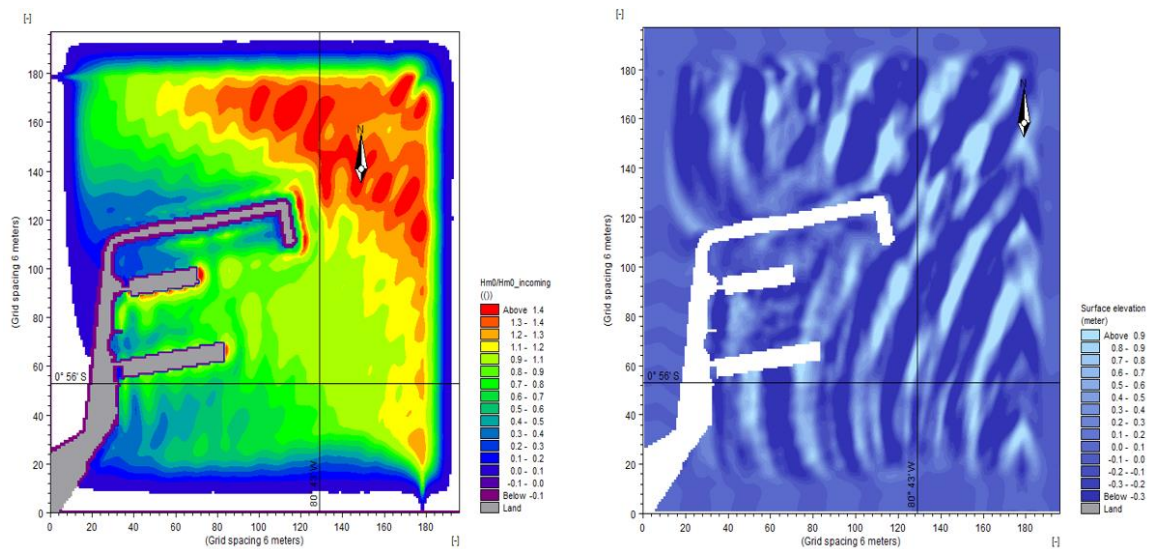 [-]
180
160
140
120
100
80
60
40
20
0
(Grid spacing 6 meters)
0 20 40 60 80 100 120 140 160 180
(Grid spacing 6 meters)
[-]
N
0° 56' S
80° 43'W
Hm0/Hm0_incoming
(())
Above 1.4
1.3 - 1.4
1.2 - 1.3
1.1 - 1.2
0.9 - 1.1
0.8 - 0.9
0.7 - 0.8
0.6 - 0.7
0.5 - 0.6
0.4 - 0.5
0.3 - 0.4
0.2 - 0.3
0.1 - 0.2
0.0 - 0.1
-0.1 - 0.0
Below -0.1
Land
[-]
180
160
140
120
100
80
60
40
20
0
(Grid spacing 6 meters)
0 20 40 60 80 100 120 140 160 180
(Grid spacing 6 meters)
[-]
N
0° 56' S
80° 43'W
Surface elevation
(meter)
Above 0.9
0.8 - 0.9
0.7 - 0.8
0.6 - 0.7
0.5 - 0.6
0.4 - 0.5
0.3 - 0.4
0.2 - 0.3
0.1 - 0.2
0.0 - 0.1
-0.1 - 0.0
-0.2 - -0.1
-0.3 - -0.2
Below -0.3
Land